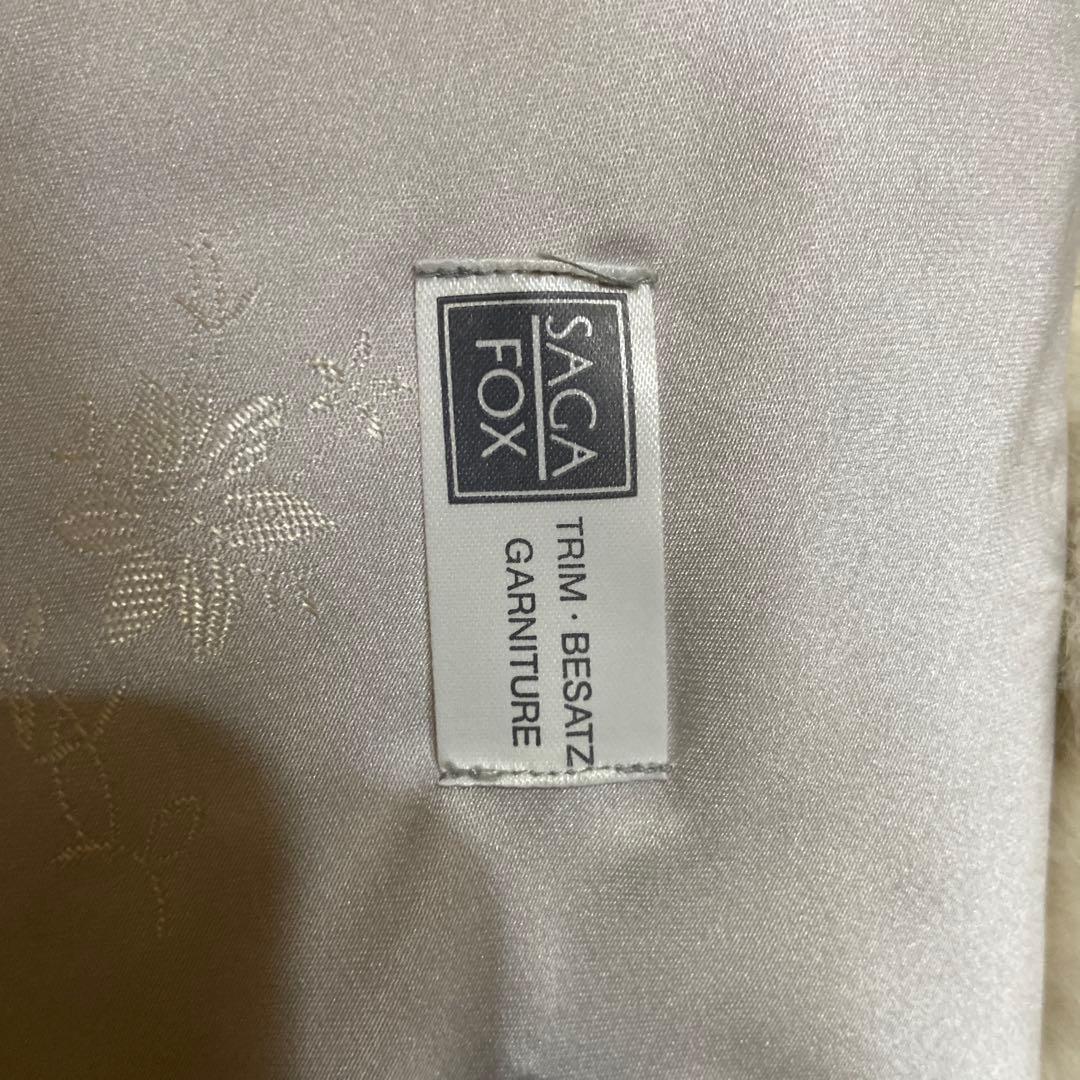 SAGA
FOX
TRIM · BESATZ
GARNITURE